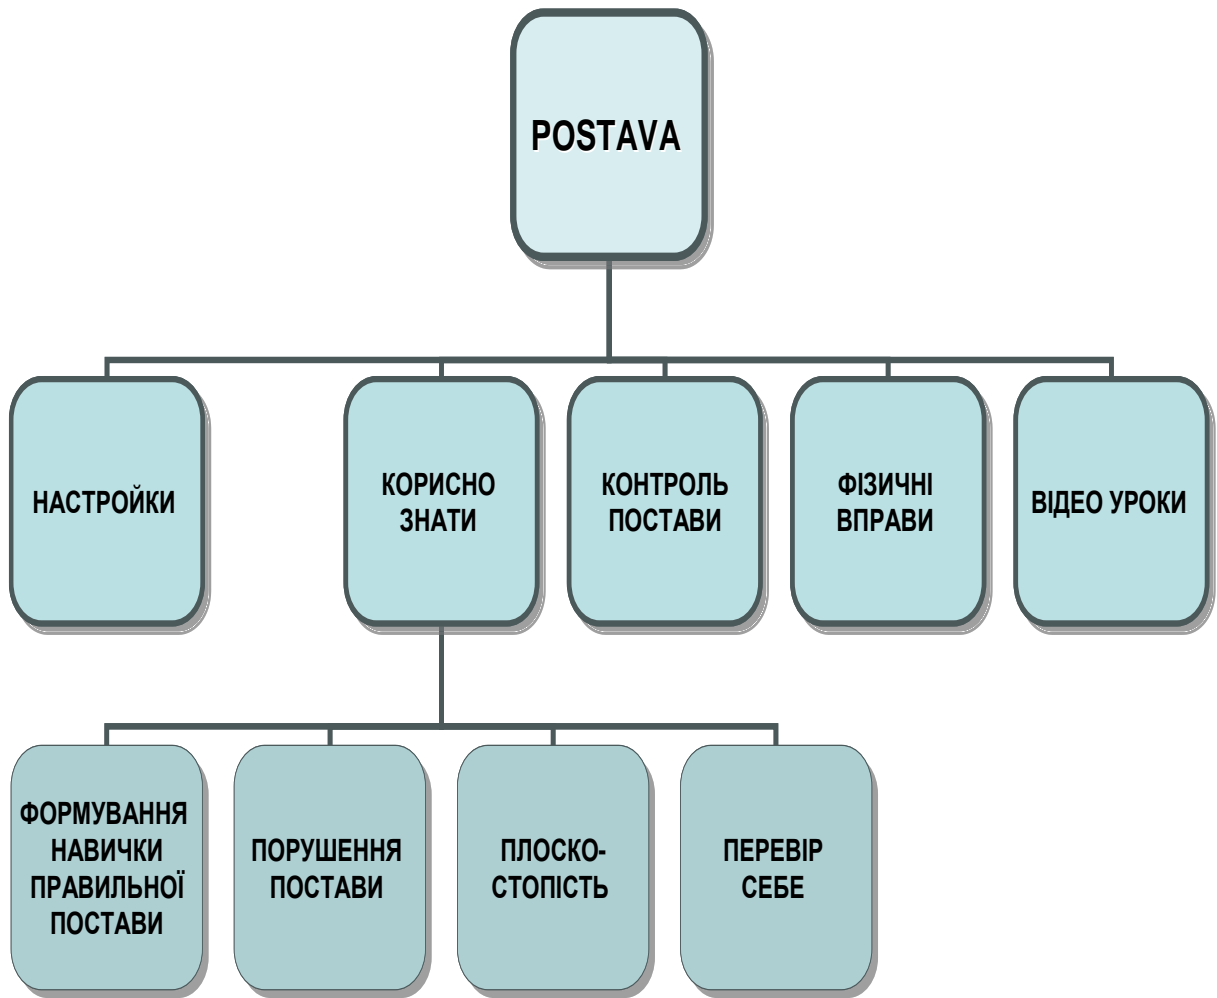 POSTAVA
НАСТРОЙКИ
КОРИСНО
ЗНАТИ
КОНТРОЛЬ
ПОСТАВИ
ФІЗИЧНІ
ВПРАВИ
ВІДЕО УРОКИ
ФОРМУВАННЯ
НАВИЧКИ
ПРАВИЛЬНОЇ
ПОСТАВИ
ПОРУШЕННЯ
ПОСТАВИ
ПЛОСКО-
СТОПІСТЬ
ПЕРЕВІР
СЕБЕ